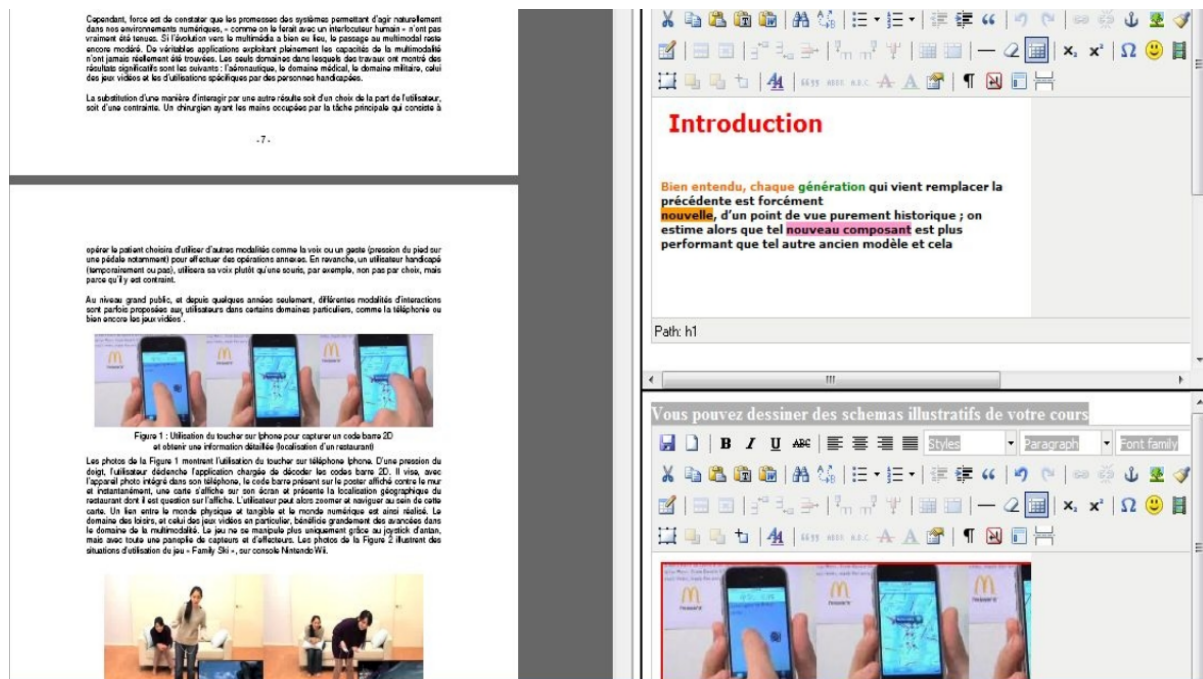 Cependant, force est de constater que les promesses des systèmes permettant d'agir naturellement
dans nos environnements numériques, « comme on le ferait avec un interlocuteur humain » n'ont pas
vraiment été tenues. Si l'évolution vers le multimédia a bien eu lieu, le passage au multimodal reste
encore modéré. De véritables applications exploitant pleinement les capacités de la multimodalité
n'ont jamais réellement été trouvées. Les seuls domaines dans lesquels des travaux ont montré des
résultats significatifs sont les suivants : l'aéronautique, le domaine médical, le domaine militaire, celui
des jeux vidéos et les d'utilisations spécifiques par des personnes handicapées.
La substitution d'une manière d'interagir par une autre résulte soit d'un choix de la part de l'utilisateur,
soit d'une contrainte. Un chirurgien ayant les mains occupées par la tâche principale qui consiste à
-7-
opérer le patient choisira d'utiliser d'autres modalités comme la voix ou un geste (pression du pied sur
une pédale notamment) pour effectuer des opérations annexes. En revanche, un utilisateur handicapé
(temporairement ou pas), utilisera sa voix plutôt qu'une souris, par exemple, non pas par choix, mais
parce qu'il y est contraint.
Au niveau grand public, et depuis quelques années seulement, différentes modalités d'interactions
sont parfois proposées aux utilisateurs dans certains domaines particuliers, comme la téléphonie ou
bien encore les jeux vidéos.
Figure 1 : Utilisation du toucher sur Iphone pour capturer un code barre 2D
et obtenir une information détaillée (localisation d'un restaurant)
Les photos de la Figure 1 montrent l'utilisation du toucher sur téléphone Iphone. D'une pression du
doigt, l'utilisateur déclenche l'application chargée de décoder les codes barre 2D. Il vise, avec
l'appareil photo intégré dans son téléphone, le code barre présent sur le poster affiché contre le mur
et instantanément, une carte s'affiche sur son écran et présente la localisation géographique du
restaurant dont il est question sur l'affiche. L'utilisateur peut alors zoomer et naviguer au sein de cette
carte. Un lien entre le monde physique et tangible et le monde numérique est ainsi réalisé. Le
domaine des loisirs, et celui des jeux vidéos en particulier, bénéficie grandement des avancées dans
le domaine de la multimodalité. Le jeu ne se manipule plus uniquement grâce au joystick d'antan,
mais avec toute une panoplie de capteurs et d'effecteurs. Les photos de la Figure 2 illustrent des
situations d'utilisation du jeu « Family Ski », sur console Nintendo Wii.
Introduction
Bien entendu, chaque génération qui vient remplacer la
précédente est forcément
nouvelle, d'un point de vue purement historique ; on
estime alors que tel nouveau composant est plus
performant que tel autre ancien modèle et cela
Path: h1
Vous pouvez dessiner des schemas illustratifs de votre cours
B I U ABC Styles Paragraph Font family